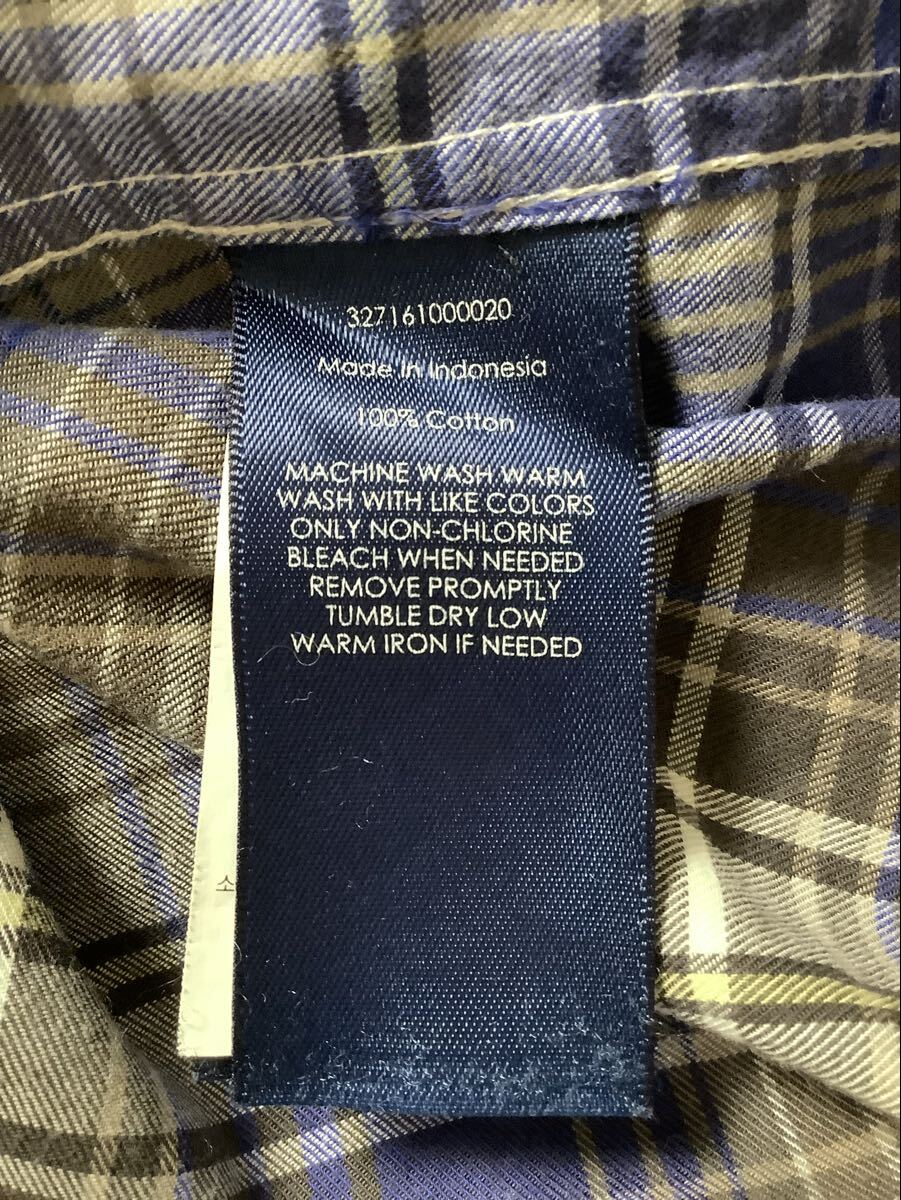 327161000020
Made In Indonesia
100% Cotton
MACHINE WASH WARM
WASH WITH LIKE COLORS
ONLY NON-CHLORINE
BLEACH WHEN NEEDED
REMOVE PROMPTLY
TUMBLE DRY LOW
WARM IRON IF NEEDED
소